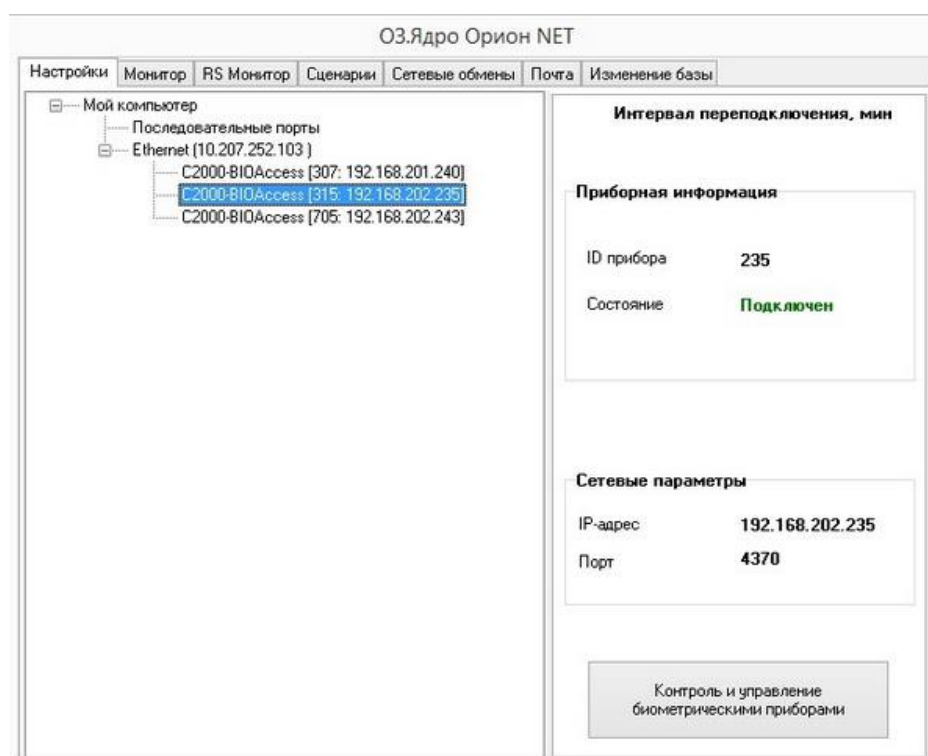 О3.Ядро Орион NET
Настройки Монитор RS Монитор Сценарии Сетевые обмены Почта Изменение базы
Мой компьютер
Последовательные порты
Ethernet (10.207.252.103 )
C2000-BIOAccess [307: 192.168.201.240]
C2000-BIOAccess [315: 192.168.202.235]
C2000-BIOAccess [705: 192.168.202.243]
Интервал переподключения, мин
Приборная информация
ID прибора 235
Состояние Подключен
Сетевые параметры
IP-адрес 192.168.202.235
Порт 4370
Контроль и управление
биометрическими приборами